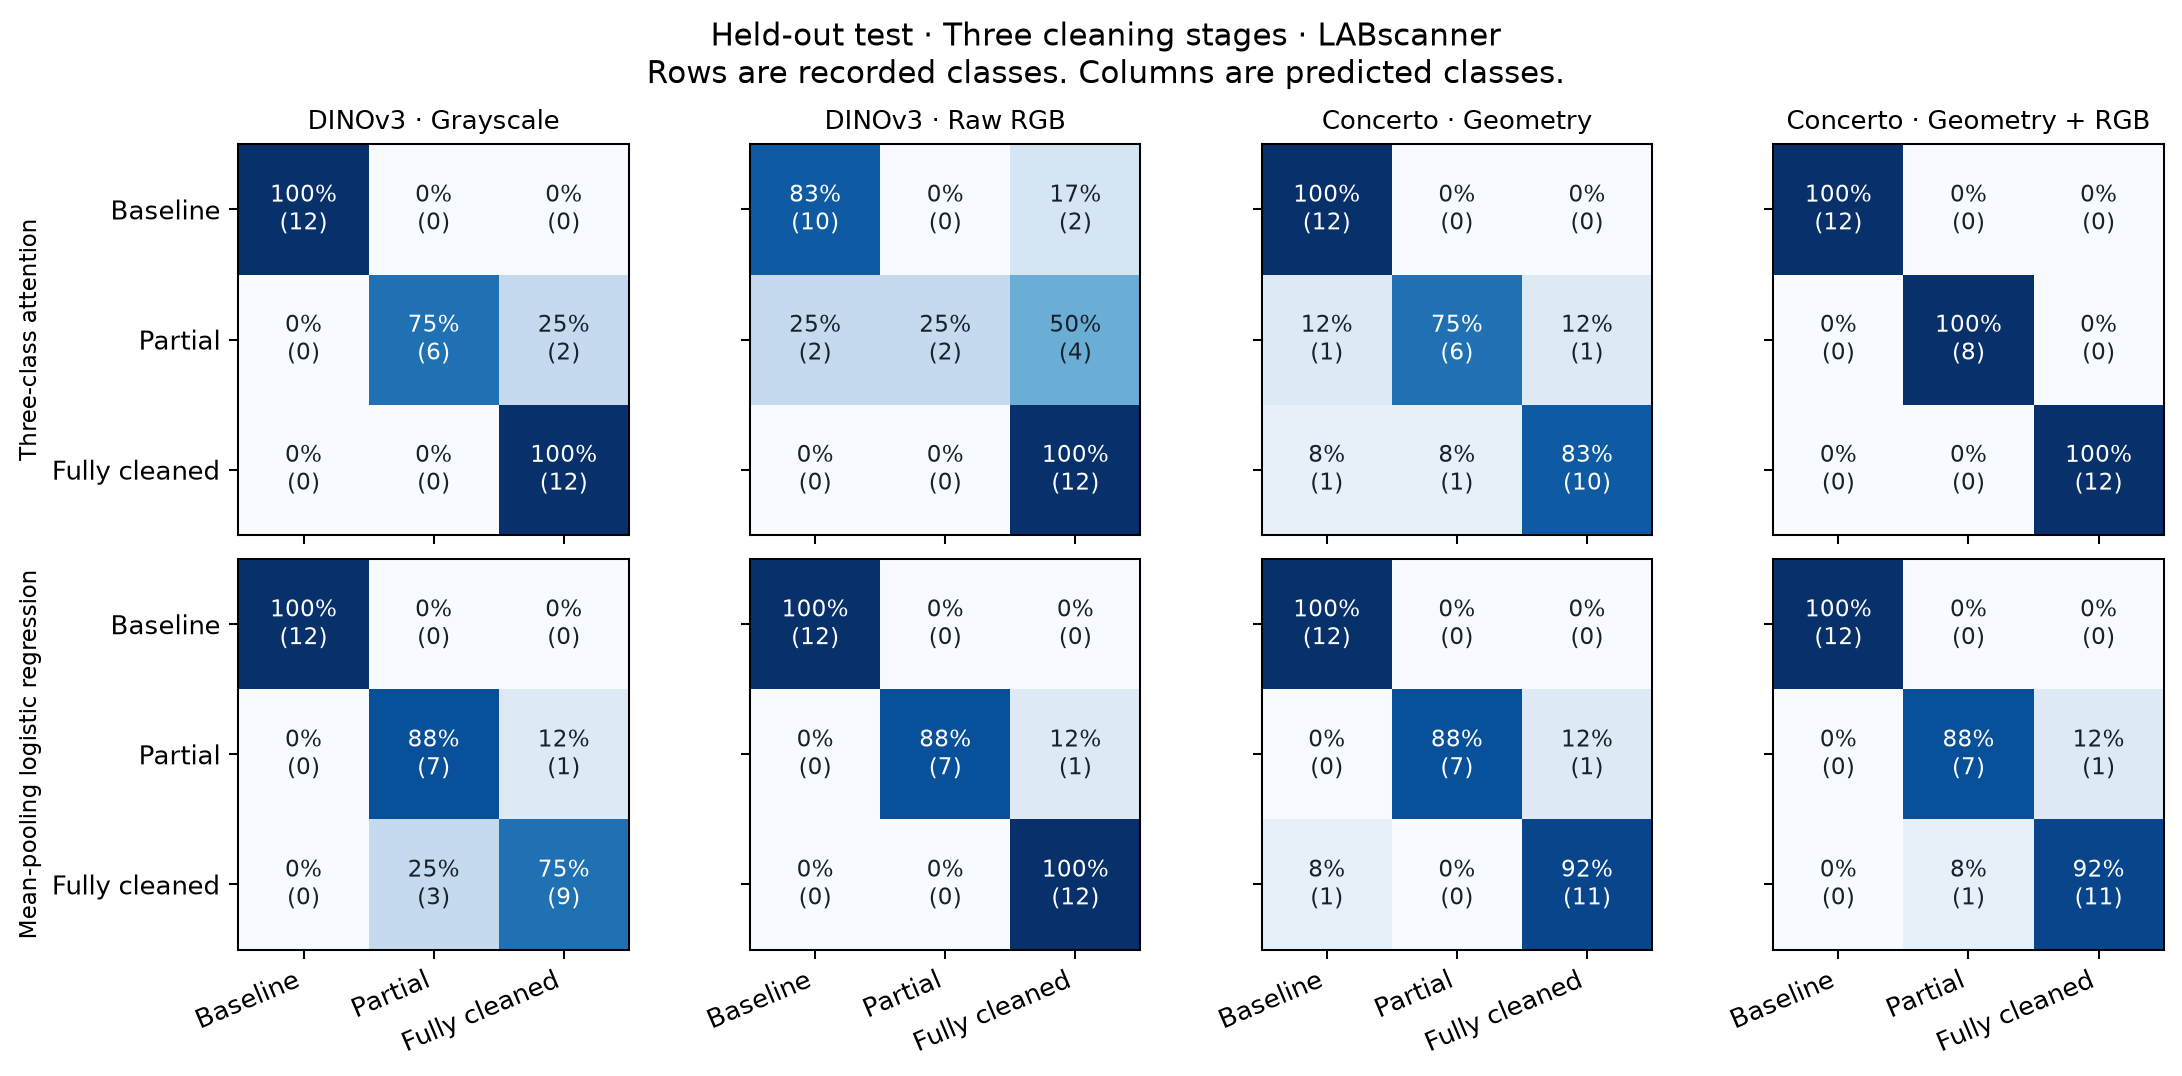 Held-out test · Three cleaning stages · LABscanner
Rows are recorded classes. Columns are predicted classes.
DINOv3 · Grayscale
DINOv3 · Raw RGB
Concerto · Geometry
Concerto · Geometry + RGB
Three-class attention
Baseline
100% 0% 0% 83% 0% 17% 100% 0% 0% 100% 0% 0%
(12) (0) (0) (10) (0) (2) (12) (0) (0) (12) (0) (0)
Partial
0% 75% 25% 25% 25% 50% 12% 75% 12% 0% 100% 0%
(0) (6) (2) (2) (2) (4) (1) (6) (1) (0) (8) (0)
Fully cleaned
0% 0% 100% 0% 0% 100% 8% 8% 83% 0% 0% 100%
(0) (0) (12) (0) (0) (12) (1) (1) (10) (0) (0) (12)
Mean-pooling logistic regression
Baseline
100% 0% 0% 100% 0% 0% 100% 0% 0% 100% 0% 0%
(12) (0) (0) (12) (0) (0) (12) (0) (0) (12) (0) (0)
Partial
0% 88% 12% 0% 88% 12% 0% 88% 12% 0% 88% 12%
(0) (7) (1) (0) (7) (1) (0) (7) (1) (0) (7) (1)
Fully cleaned
0% 25% 75% 0% 0% 100% 8% 0% 92% 0% 8% 92%
(0) (3) (9) (0) (0) (12) (1) (0) (11) (0) (1) (11)
Baseline Partial Fully cleaned Baseline Partial Fully cleaned Baseline Partial Fully cleaned Baseline Partial Fully cleaned